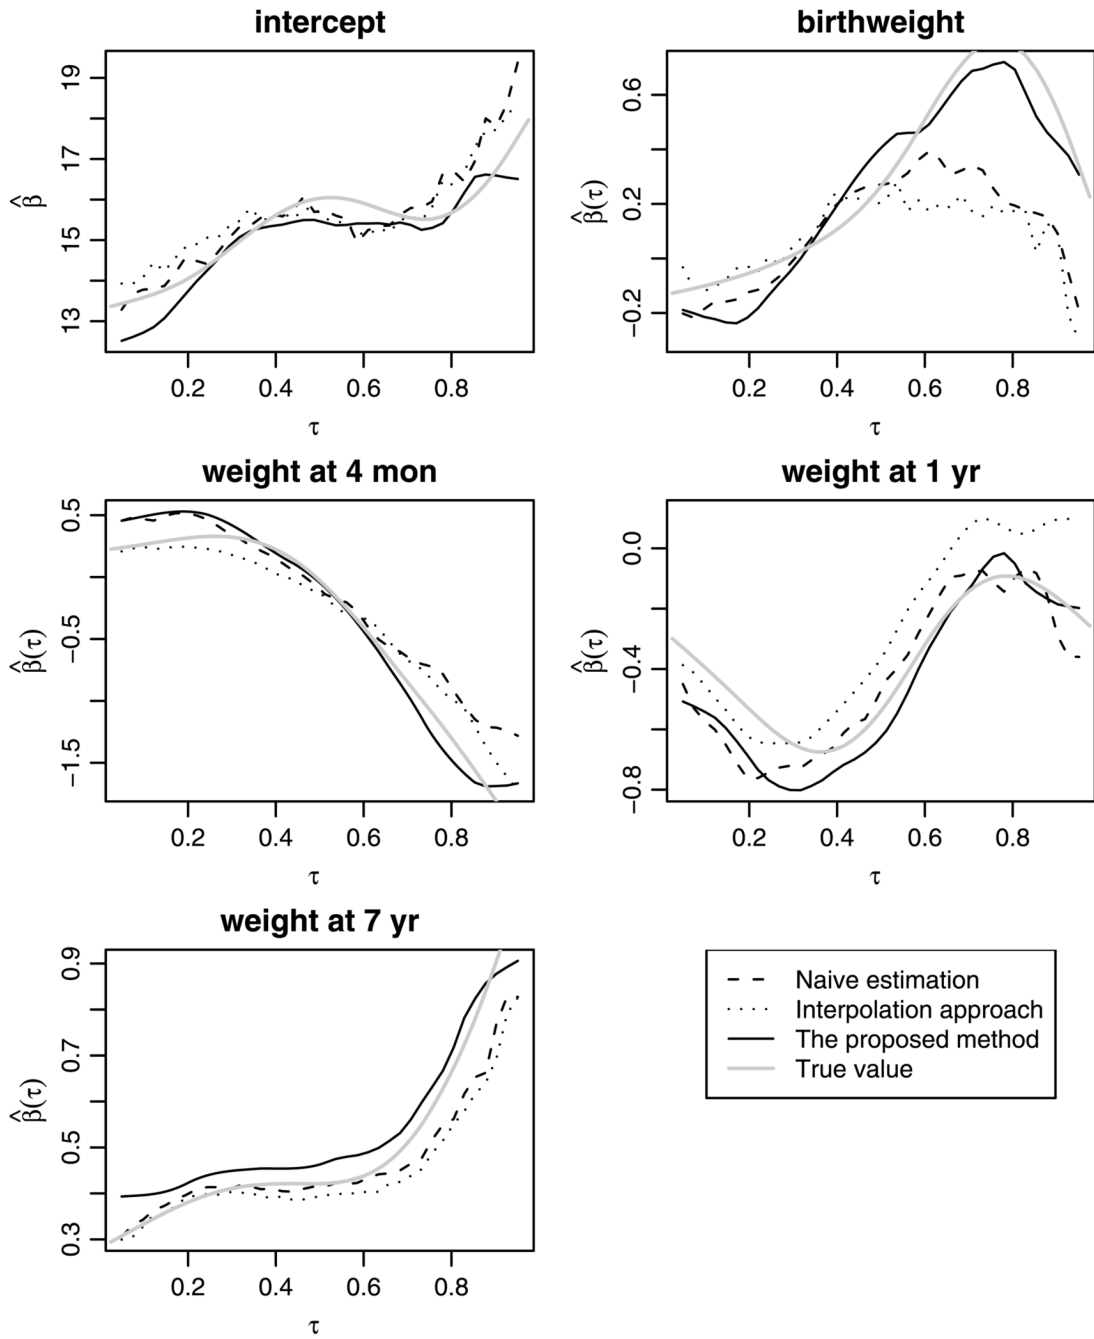 intercept
19
17
15
13
β̂
0.2 0.4 0.6 0.8
τ
birthweight
0.6
0.2
−0.2
β̂(τ)
0.2 0.4 0.6 0.8
τ
weight at 4 mon
0.5
−0.5
−1.5
β̂(τ)
0.2 0.4 0.6 0.8
τ
weight at 1 yr
0.0
−0.4
−0.8
β̂(τ)
0.2 0.4 0.6 0.8
τ
weight at 7 yr
0.9
0.7
0.5
0.3
β̂(τ)
0.2 0.4 0.6 0.8
τ
Naive estimation
Interpolation approach
The proposed method
True value